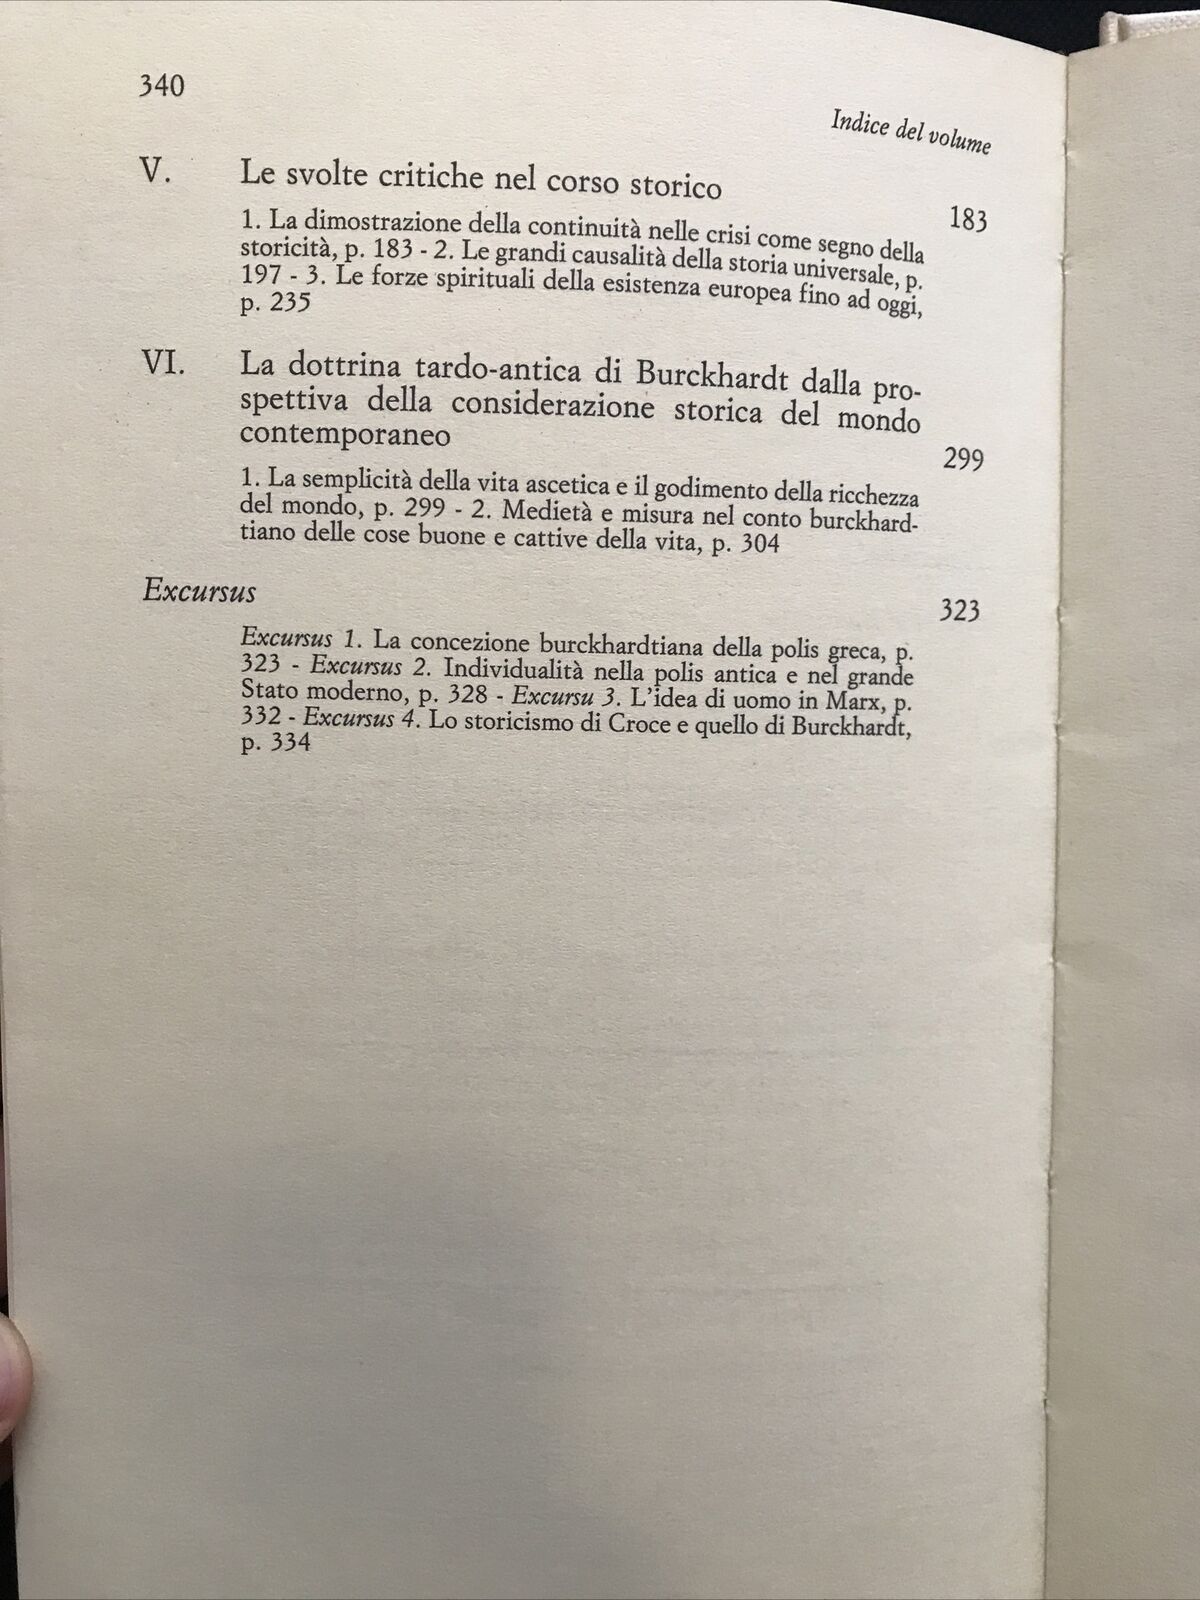 340
Indice del volume
V. Le svolte critiche nel corso storico 183
1. La dimostrazione della continuità nelle crisi come segno della
storicità, p. 183 - 2. Le grandi causalità della storia universale, p.
197 - 3. Le forze spirituali della esistenza europea fino ad oggi,
p. 235
VI. La dottrina tardo-antica di Burckhardt dalla pro-
spettiva della considerazione storica del mondo
contemporaneo 299
1. La semplicità della vita ascetica e il godimento della ricchezza
del mondo, p. 299 - 2. Medietà e misura nel conto burckhard-
tiano delle cose buone e cattive della vita, p. 304
Excursus 323
Excursus 1. La concezione burckhardtiana della polis greca, p.
323 - Excursus 2. Individualità nella polis antica e nel grande
Stato moderno, p. 328 - Excursu 3. L'idea di uomo in Marx, p.
332 - Excursus 4. Lo storicismo di Croce e quello di Burckhardt,
p. 334